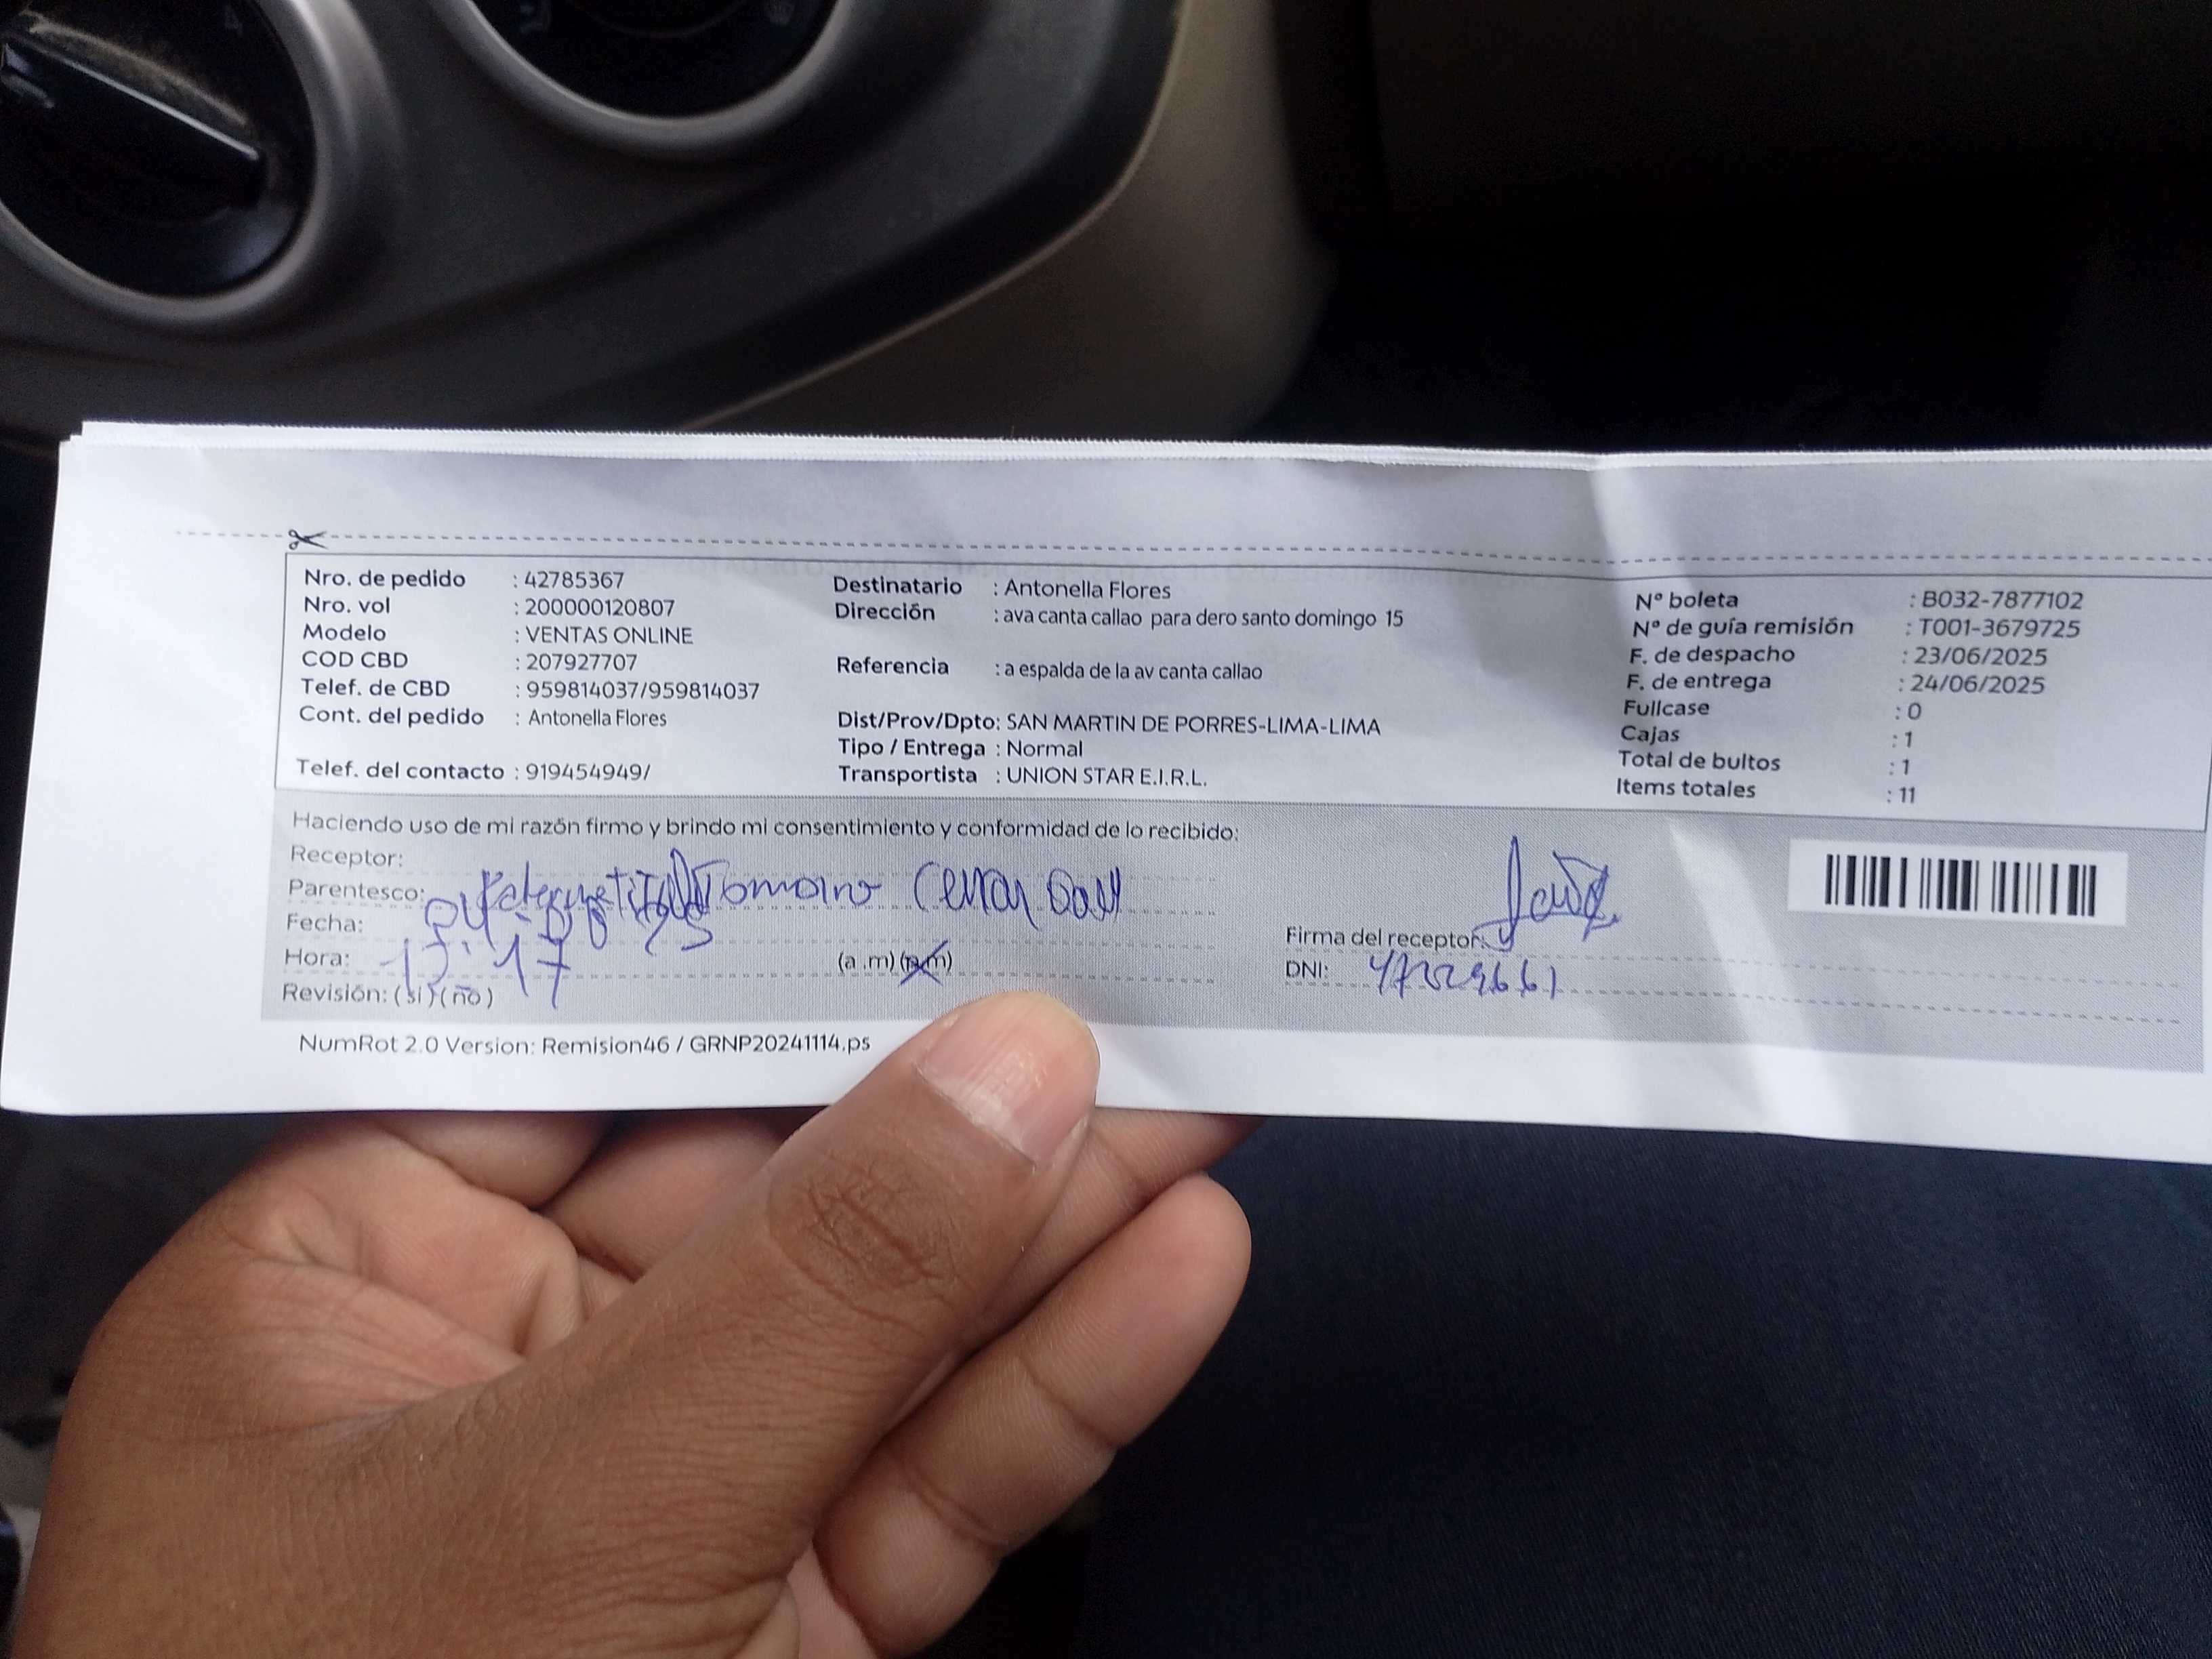 Nro. de pedido : 42785367
Nro. vol : 200000120807
Modelo : VENTAS ONLINE
COD CBD : 207927707
Telef. de CBD : 959814037/959814037
Cont. del pedido : Antonella Flores
Telef. del contacto : 919454949/
Destinatario : Antonella Flores
Dirección : ava canta callao para dero santo domingo 15
Referencia : a espalda de la av canta callao
Dist/Prov/Dpto: SAN MARTIN DE PORRES-LIMA-LIMA
Tipo / Entrega : Normal
Transportista : UNION STAR E.I.R.L.
Nº boleta : B032-7877102
Nº de guía remisión : T001-3679725
F. de despacho : 23/06/2025
F. de entrega : 24/06/2025
Fullcase : 0
Cajas : 1
Total de bultos : 1
Items totales : 11
Haciendo uso de mi razón firmo y brindo mi consentimiento y conformidad de lo recibido:
Receptor:
Parentesco:
Fecha:
Hora: (a .m) (p.m)
Revisión: ( si ) ( no )
Firma del receptor:
DNI:
NumRot 2.0 Version: Remision46 / GRNP20241114.ps